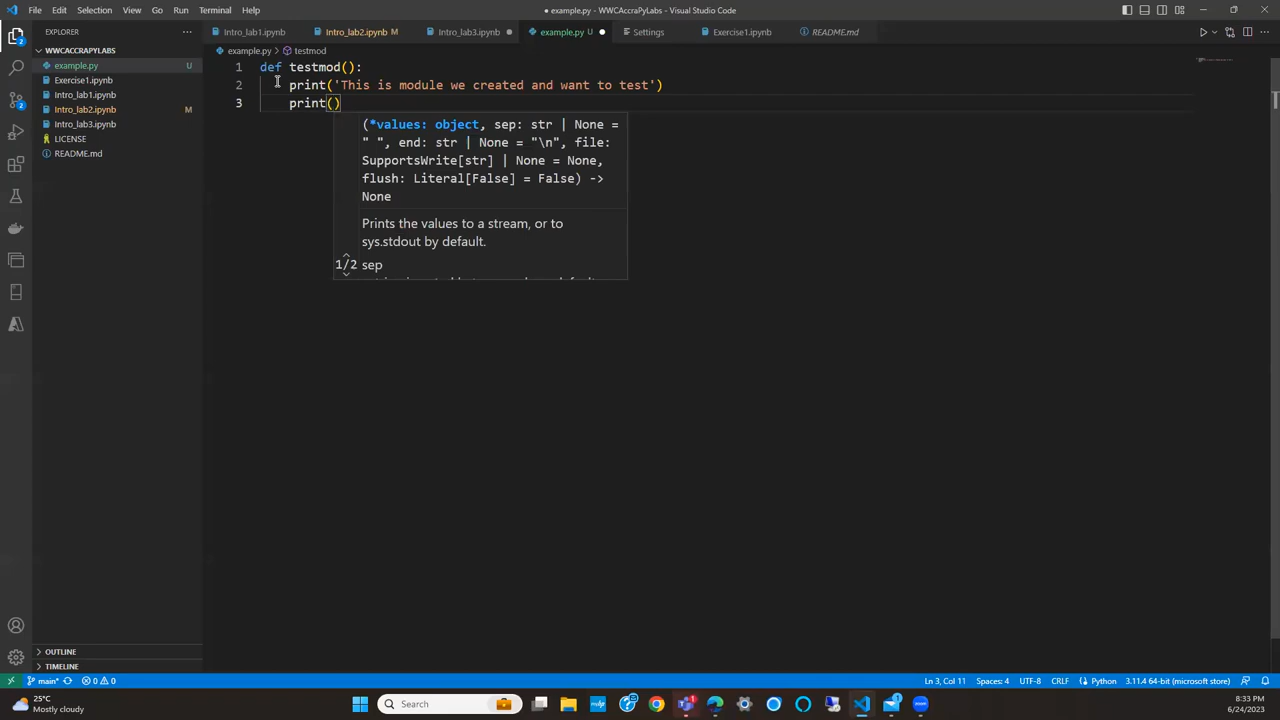 File Edit Selection View Go Run Terminal Help
● example.py - WWCAccraPyLabs - Visual Studio Code
EXPLORER
Intro_lab1.ipynb Intro_lab2.ipynb M Intro_lab3.ipynb example.py U Settings Exercise1.ipynb README.md
WWCACCRAPYLABS
example.py > testmod
example.py U
Exercise1.ipynb
Intro_lab1.ipynb
Intro_lab2.ipynb M
Intro_lab3.ipynb
LICENSE
README.md
1 def testmod():
2 print('This is module we created and want to test')
3 print()
(*values: object, sep: str | None =
" ", end: str | None = "\n", file:
SupportsWrite[str] | None = None,
flush: Literal[False] = False) ->
None
Prints the values to a stream, or to
sys.stdout by default.
1/2 sep
OUTLINE
TIMELINE
2
2
main* 0 0 Ln 3, Col 11 Spaces: 4 UTF-8 CRLF Python 3.11.4 64-bit (microsoft store)
25°C
Mostly cloudy
Search
8:33 PM
6/24/2023